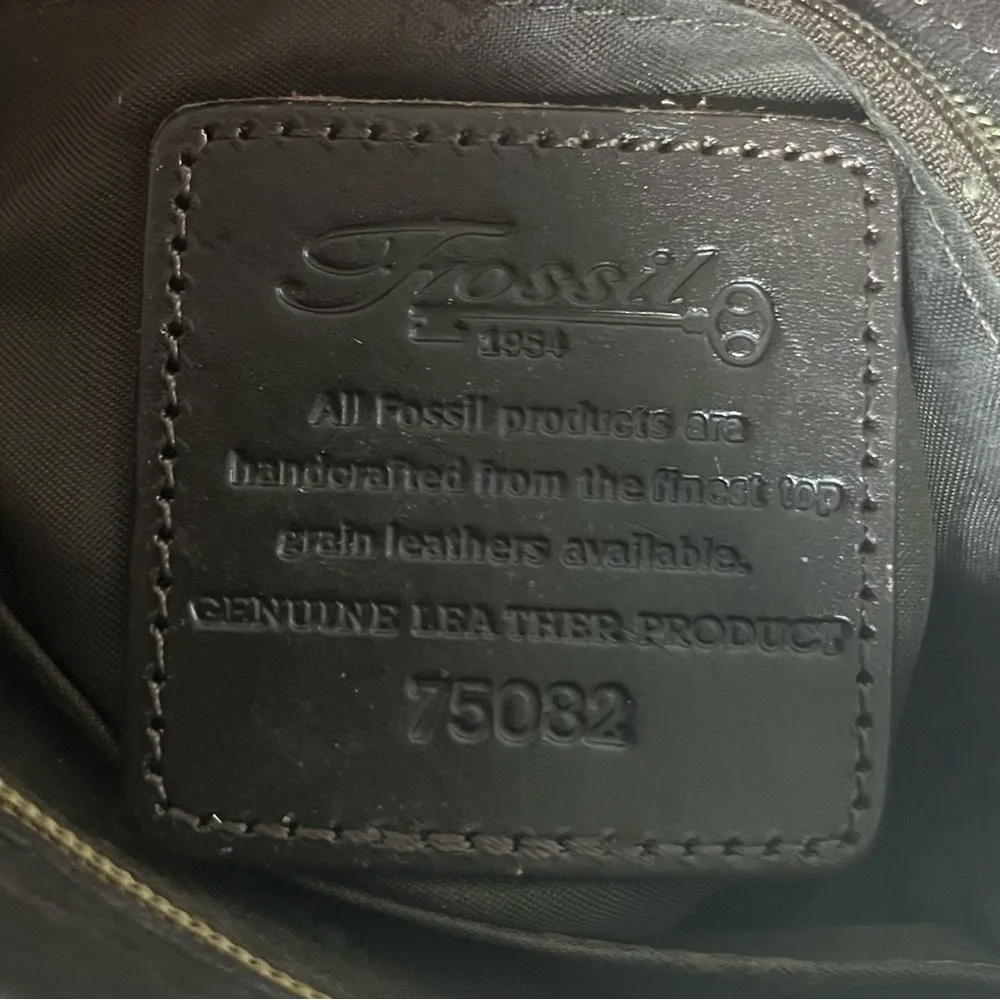 Fossil
1954
All Fossil products are
handcrafted from the finest top
grain leathers available.
GENUINE LEATHER PRODUCT
75082